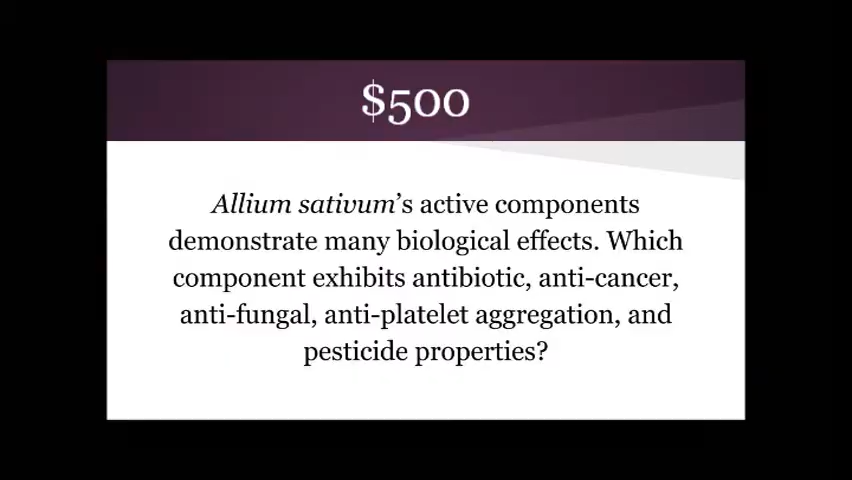 $500
Allium sativum’s active components
demonstrate many biological effects. Which
component exhibits antibiotic, anti-cancer,
anti-fungal, anti-platelet aggregation, and
pesticide properties?